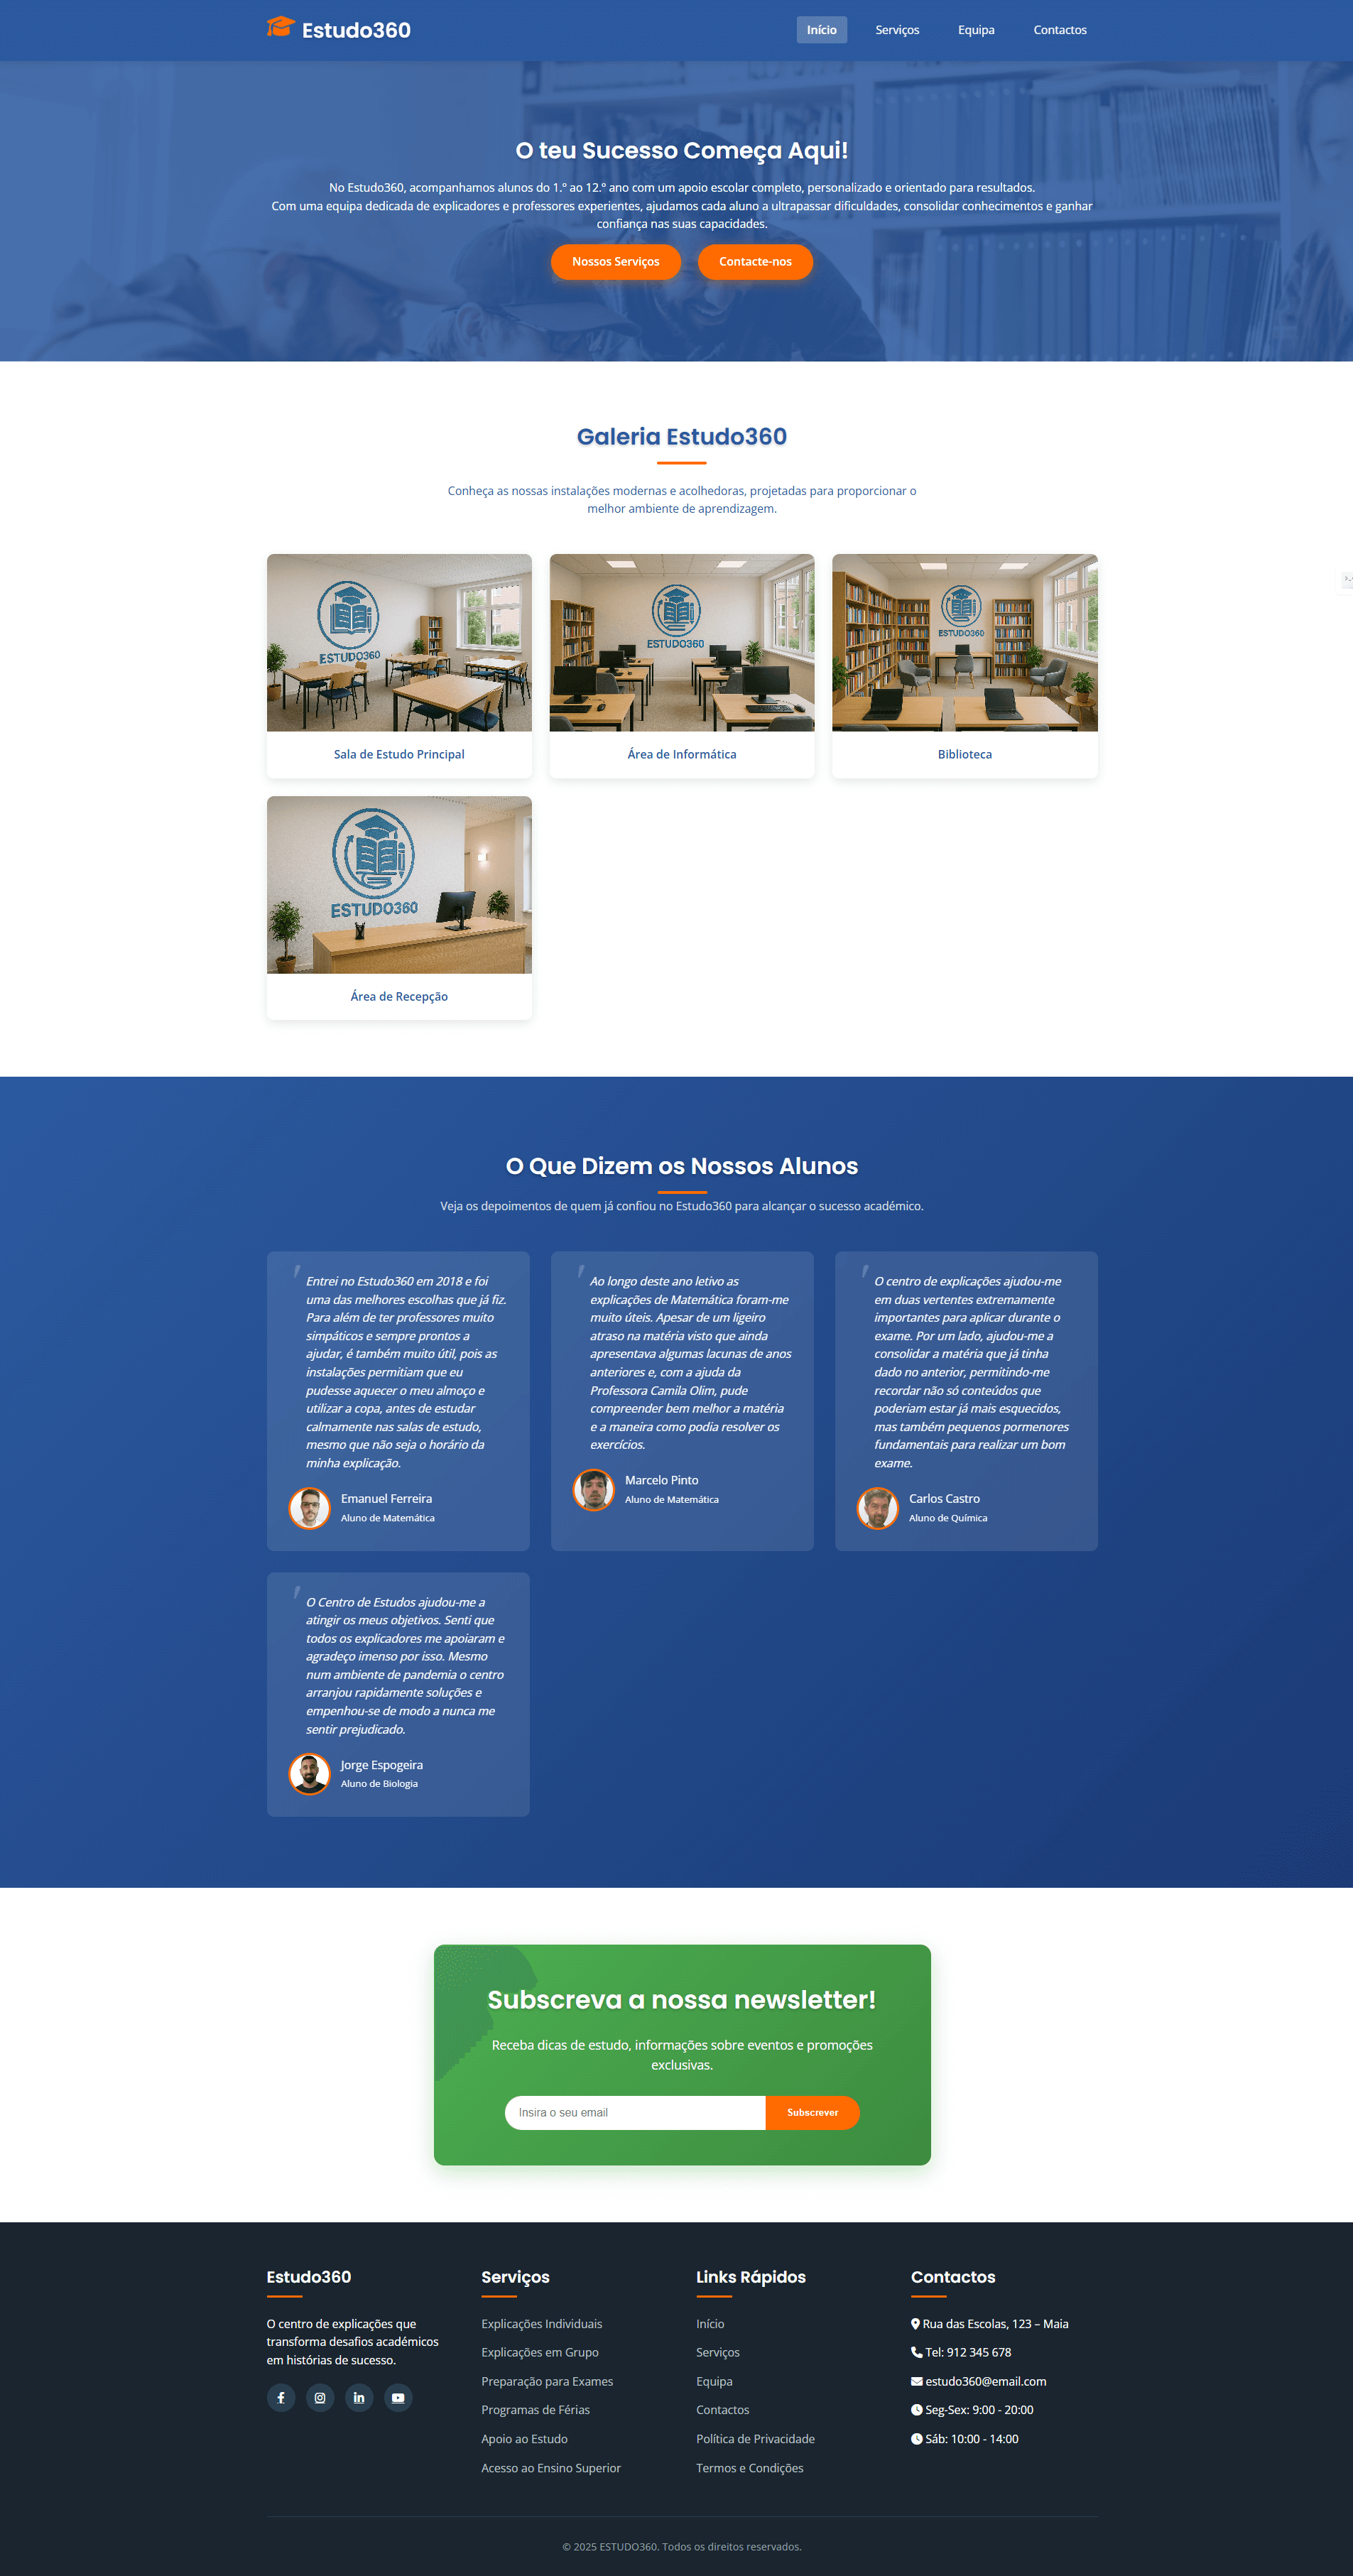 Estudo360
Início
Serviços
Equipa
Contactos
O teu Sucesso Começa Aqui!
No Estudo360, acompanhamos alunos do 1.º ao 12.º ano com um apoio escolar completo, personalizado e orientado para resultados.
Com uma equipa dedicada de explicadores e professores experientes, ajudamos cada aluno a ultrapassar dificuldades, consolidar conhecimentos e ganhar
confiança nas suas capacidades.
Nossos Serviços
Contacte-nos
Galeria Estudo360
Conheça as nossas instalações modernas e acolhedoras, projetadas para proporcionar o
melhor ambiente de aprendizagem.
ESTUDO360
ESTUDO360
ESTUDO360
Sala de Estudo Principal
Área de Informática
Biblioteca
ESTUDO360
Área de Recepção
O Que Dizem os Nossos Alunos
Veja os depoimentos de quem já confiou no Estudo360 para alcançar o sucesso académico.
Entrei no Estudo360 em 2018 e foi
uma das melhores escolhas que já fiz.
Para além de ter professores muito
simpáticos e sempre prontos a
ajudar, é também muito útil, pois as
instalações permitiam que eu
pudesse aquecer o meu almoço e
utilizar a copa, antes de estudar
calmamente nas salas de estudo,
mesmo que não seja o horário da
minha explicação.
Emanuel Ferreira
Aluno de Matemática
Ao longo deste ano letivo as
explicações de Matemática foram-me
muito úteis. Apesar de um ligeiro
atraso na matéria visto que ainda
apresentava algumas lacunas de anos
anteriores e, com a ajuda da
Professora Camila Olim, pude
compreender bem melhor a matéria
e a maneira como podia resolver os
exercícios.
Marcelo Pinto
Aluno de Matemática
O centro de explicações ajudou-me
em duas vertentes extremamente
importantes para aplicar durante o
exame. Por um lado, ajudou-me a
consolidar a matéria que já tinha
dado no anterior, permitindo-me
recordar não só conteúdos que
poderiam estar já mais esquecidos,
mas também pequenos pormenores
fundamentais para realizar um bom
exame.
Carlos Castro
Aluno de Química
O Centro de Estudos ajudou-me a
atingir os meus objetivos. Senti que
todos os explicadores me apoiaram e
agradeço imenso por isso. Mesmo
num ambiente de pandemia o centro
arranjou rapidamente soluções e
empenhou-se de modo a nunca me
sentir prejudicado.
Jorge Espogeira
Aluno de Biologia
Subscreva a nossa newsletter!
Receba dicas de estudo, informações sobre eventos e promoções
exclusivas.
Insira o seu email
Subscrever
Estudo360
O centro de explicações que
transforma desafios académicos
em histórias de sucesso.
Serviços
Explicações Individuais
Explicações em Grupo
Preparação para Exames
Programas de Férias
Apoio ao Estudo
Acesso ao Ensino Superior
Links Rápidos
Início
Serviços
Equipa
Contactos
Política de Privacidade
Termos e Condições
Contactos
Rua das Escolas, 123 – Maia
Tel: 912 345 678
estudo360@email.com
Seg-Sex: 9:00 - 20:00
Sáb: 10:00 - 14:00
© 2025 ESTUDO360. Todos os direitos reservados.